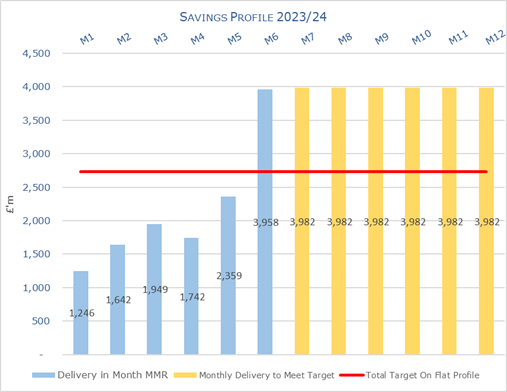 SAVINGS PROFILE 2023/24
M1 M2 M3 M4 M5 M6 M7 M8 M9 M10 M11 M12
4,500
4,000
3,500
3,000
2,500
2,000
1,500
1,000
500
-
£'m
1,246 1,642 1,949 1,742 2,359 3,958 3,982 3,982 3,982 3,982 3,982 3,982
Delivery in Month MMR Monthly Delivery to Meet Target Total Target On Flat Profile